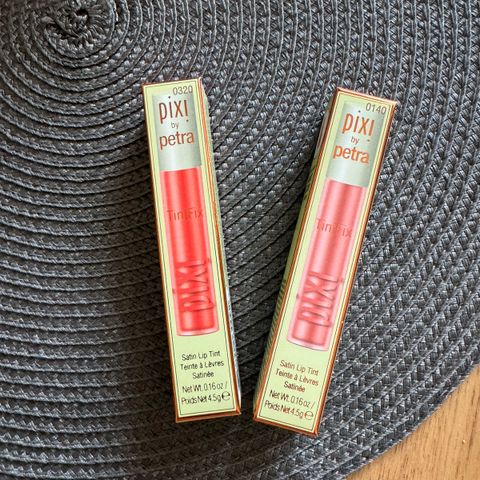 0320
pixi
by
petra
TintFix
pixi
Satin Lip Tint
Teinte à Lèvres
Satinée
Net Wt. 0.16 oz /
Poids Net 4.5g ℮
0140
pixi
by
petra
TintFix
pixi
Satin Lip Tint
Teinte à Lèvres
Satinée
Net Wt. 0.16 oz /
Poids Net 4.5g ℮